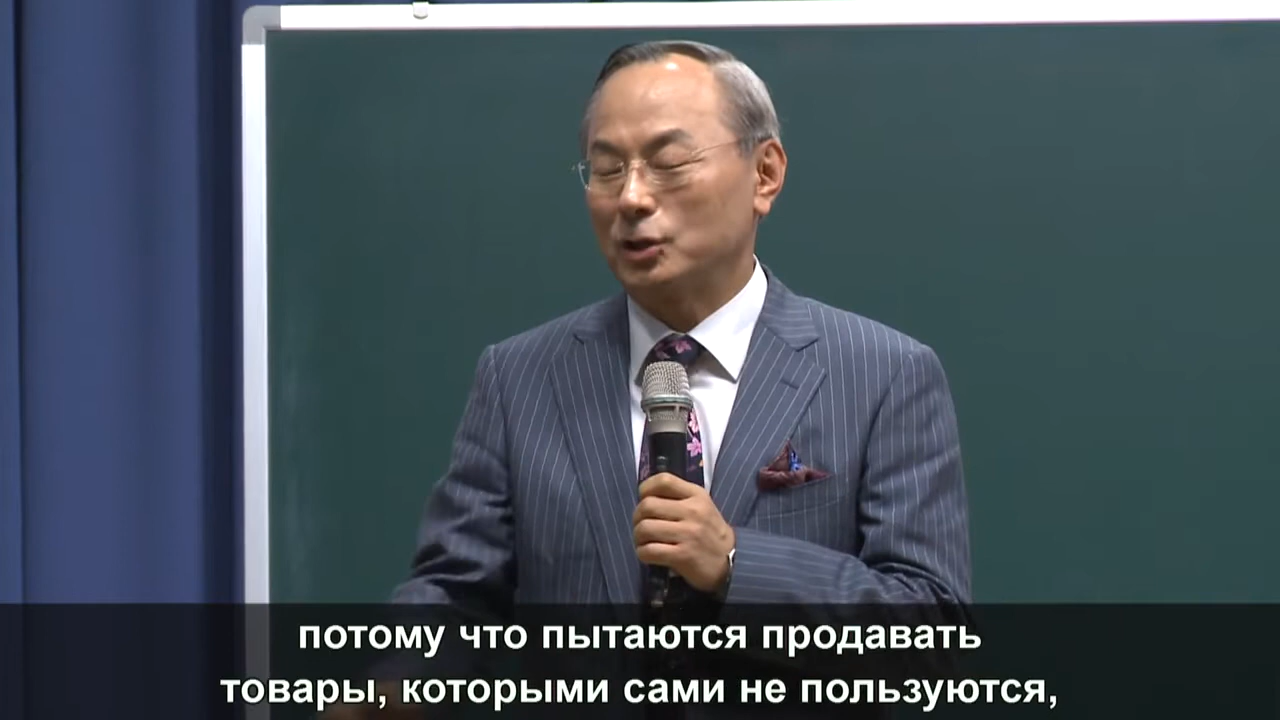 потому что пытаются продавать
товары, которыми сами не пользуются,